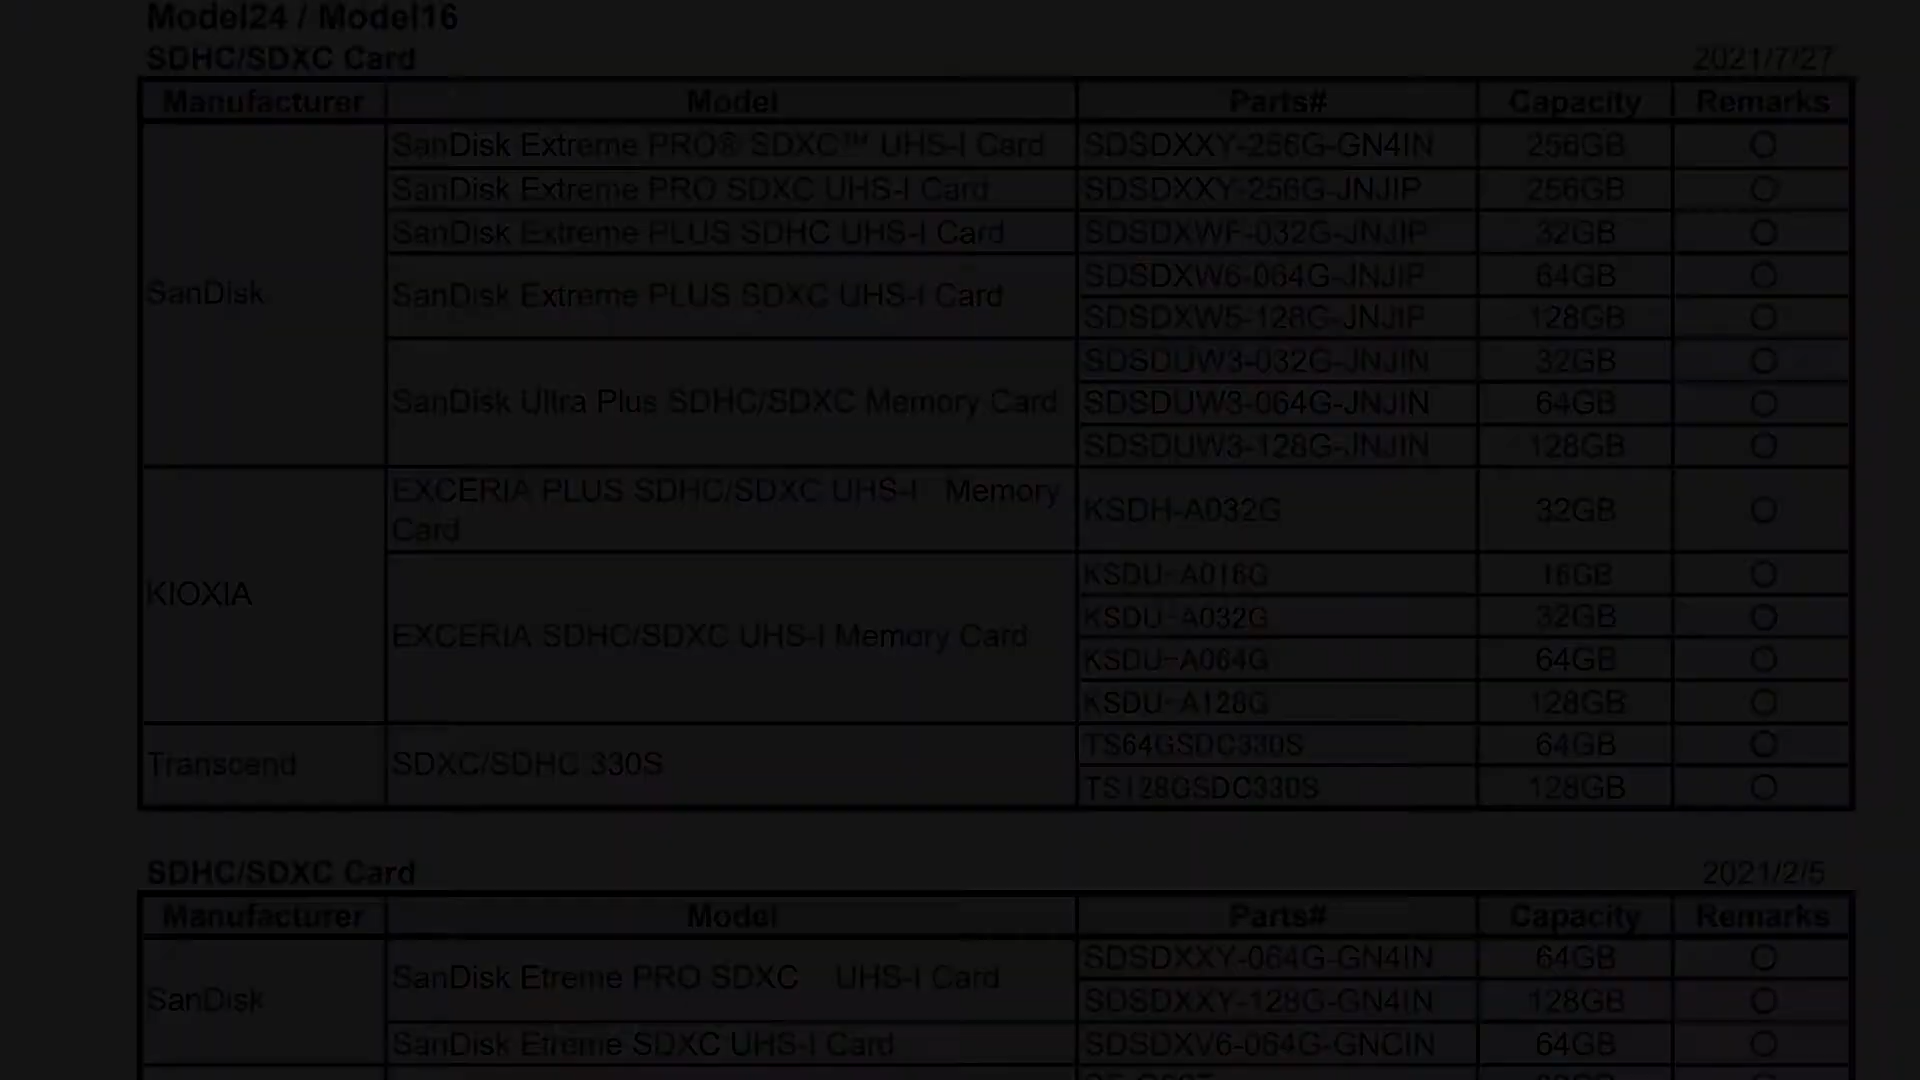 Model24 / Model16
SDHC/SDXC Card 2021/7/27
Manufacturer Model Parts# Capacity Remarks
SanDisk
SanDisk Extreme PRO® SDXC™ UHS-I Card SDSDXXY-256G-GN4IN 256GB ○
SanDisk Extreme PRO SDXC UHS-I Card SDSDXXY-256G-JNJIP 256GB ○
SanDisk Extreme PLUS SDHC UHS-I Card SDSDXWF-032G-JNJIP 32GB ○
SanDisk Extreme PLUS SDXC UHS-I Card
SDSDXW6-064G-JNJIP 64GB ○
SDSDXW5-128G-JNJIP 128GB ○
SanDisk Ultra Plus SDHC/SDXC Memory Card
SDSDUW3-032G-JNJIN 32GB ○
SDSDUW3-064G-JNJIN 64GB ○
SDSDUW3-128G-JNJIN 128GB ○
KIOXIA
EXCERIA PLUS SDHC/SDXC UHS-I Memory
Card
KSDH-A032G 32GB ○
EXCERIA SDHC/SDXC UHS-I Memory Card
KSDU-A016G 16GB ○
KSDU-A032G 32GB ○
KSDU-A064G 64GB ○
KSDU-A128G 128GB ○
Transcend
SDXC/SDHC 330S
TS64GSDC330S 64GB ○
TS128GSDC330S 128GB ○
SDHC/SDXC Card 2021/2/5
Manufacturer Model Parts# Capacity Remarks
SanDisk
SanDisk Etreme PRO SDXC UHS-I Card
SDSDXXY-064G-GN4IN 64GB ○
SDSDXXY-128G-GN4IN 128GB ○
SanDisk Etreme SDXC UHS-I Card SDSDXV6-064G-GNCIN 64GB ○